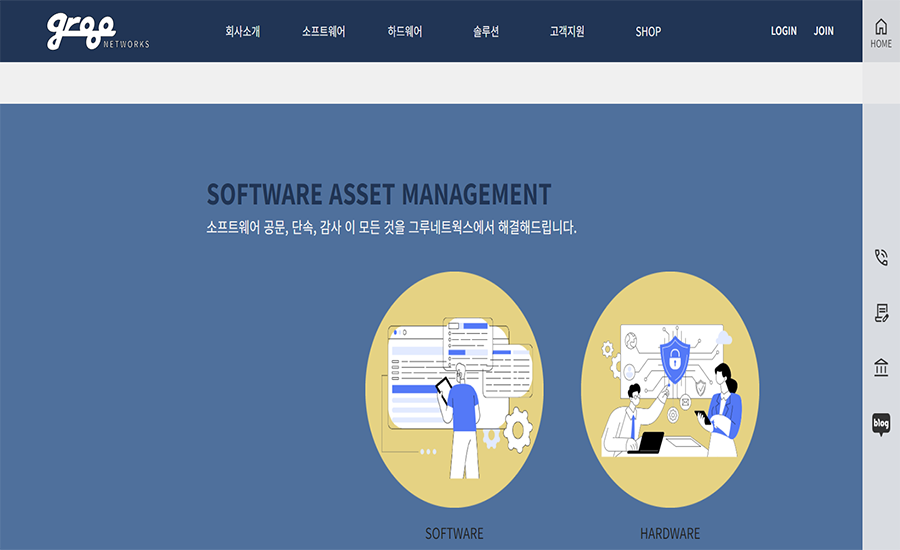 groo NETWORKS
회사소개 소프트웨어 하드웨어 솔루션 고객지원 SHOP LOGIN JOIN
HOME
SOFTWARE ASSET MANAGEMENT
소프트웨어 공문, 단속, 감사 이 모든 것을 그루네트웍스에서 해결해드립니다.
blog
SOFTWARE HARDWARE